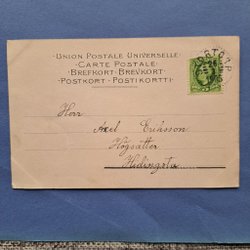 - UNION POSTALE UNIVERSELLE -
- CARTE POSTALE -
- BREFKORT - BREVKORT -
- POSTKORT - POSTIKORTTI -
Herr
Axel Eriksson
Högsätter